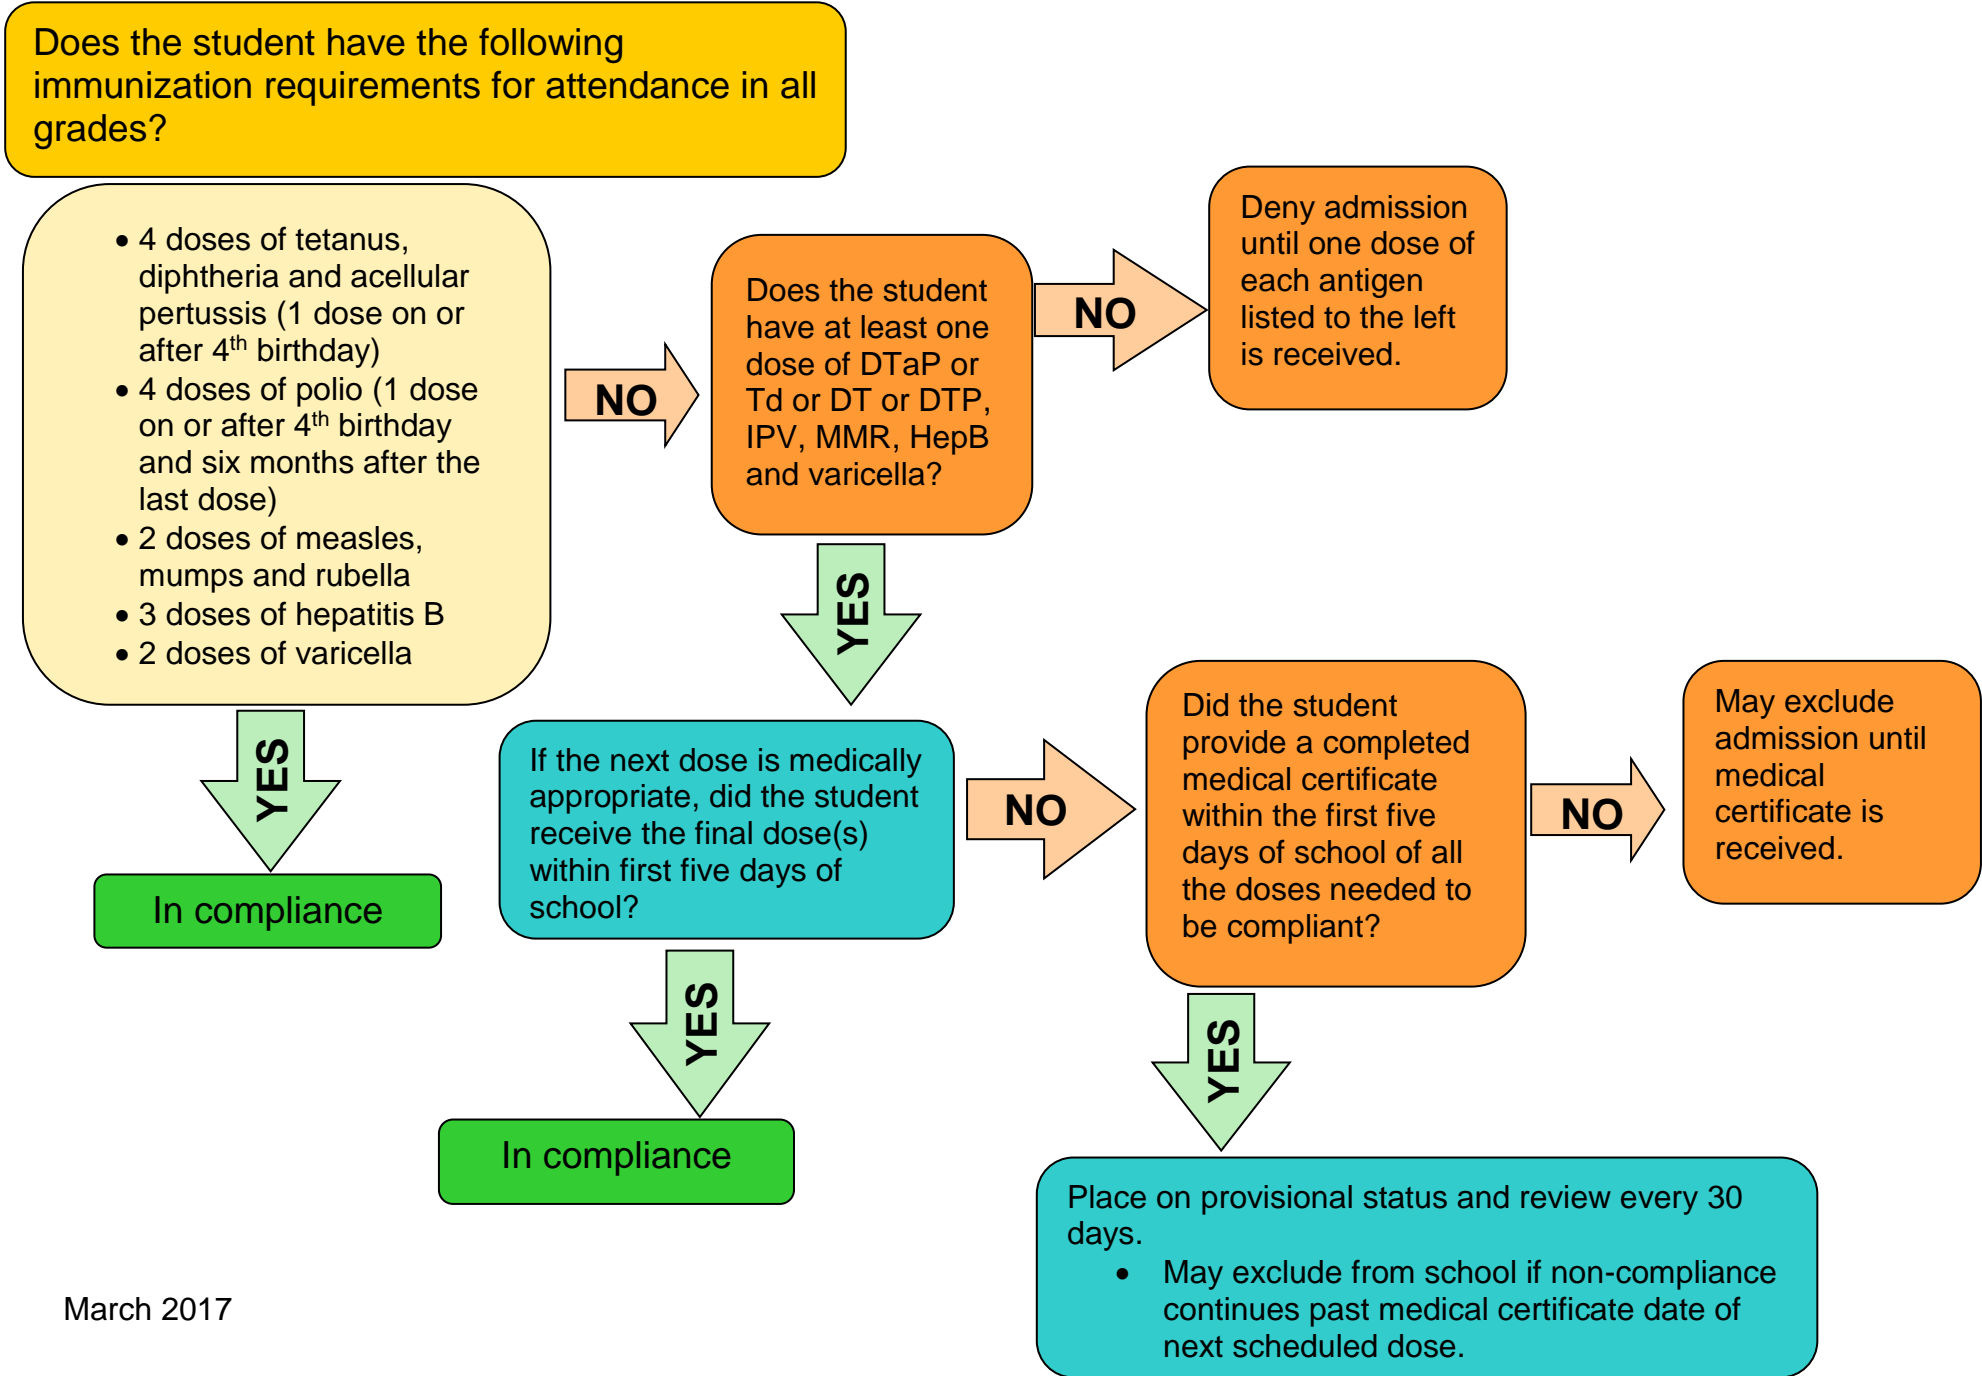 Does the student have the following
immunization requirements for attendance in all
grades?
• 4 doses of tetanus,
diphtheria and acellular
pertussis (1 dose on or
after 4th birthday)
• 4 doses of polio (1 dose
on or after 4th birthday
and six months after the
last dose)
• 2 doses of measles,
mumps and rubella
• 3 doses of hepatitis B
• 2 doses of varicella
NO
Does the student
have at least one
dose of DTaP or
Td or DT or DTP,
IPV, MMR, HepB
and varicella?
NO
Deny admission
until one dose of
each antigen
listed to the left
is received.
YES
YES
In compliance
If the next dose is medically
appropriate, did the student
receive the final dose(s)
within first five days of
school?
NO
Did the student
provide a completed
medical certificate
within the first five
days of school of all
the doses needed to
be compliant?
NO
May exclude
admission until
medical
certificate is
received.
YES
In compliance
YES
Place on provisional status and review every 30
days.
• May exclude from school if non-compliance
continues past medical certificate date of
next scheduled dose.
March 2017